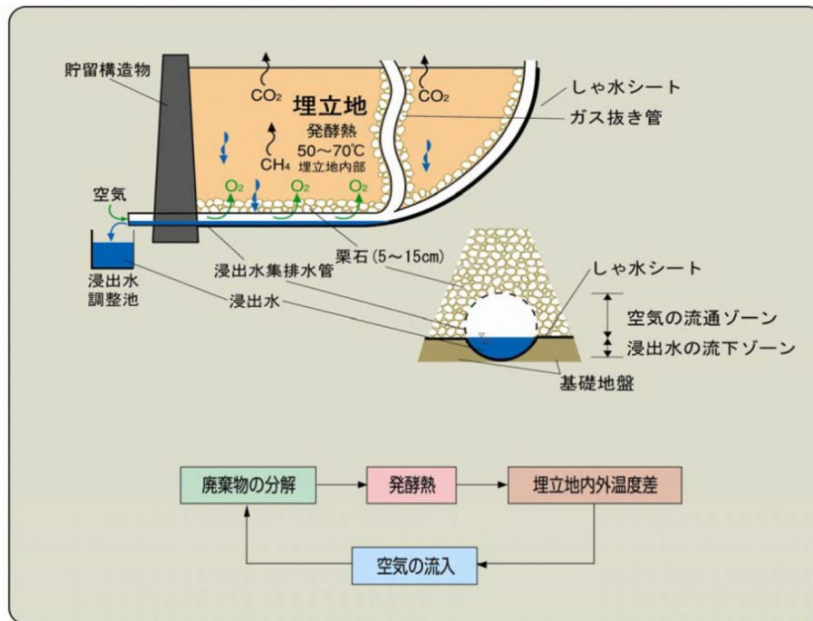 貯留構造物
CO2
埋立地
発酵熱
50～70℃
埋立地内部
CH4
CO2
しゃ水シート
ガス抜き管
O2
O2
O2
空気
浸出水
調整池
浸出水集排水管
浸出水
栗石(5～15cm)
しゃ水シート
空気の流通ゾーン
浸出水の流下ゾーン
基礎地盤
廃棄物の分解
発酵熱
埋立地内外温度差
空気の流入